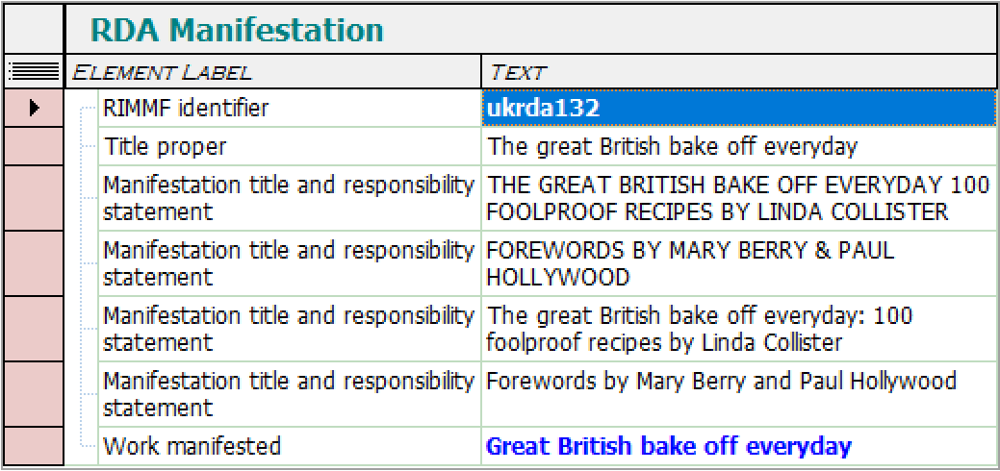 RDA Manifestation
ELEMENT LABEL TEXT
RIMMF identifier ukrda132
Title proper The great British bake off everyday
Manifestation title and responsibility THE GREAT BRITISH BAKE OFF EVERYDAY 100
statement FOOLPROOF RECIPES BY LINDA COLLISTER
Manifestation title and responsibility FOREWORDS BY MARY BERRY & PAUL
statement HOLLYWOOD
Manifestation title and responsibility The great British bake off everyday: 100
statement foolproof recipes by Linda Collister
Manifestation title and responsibility Forewords by Mary Berry and Paul Hollywood
statement
Work manifested Great British bake off everyday